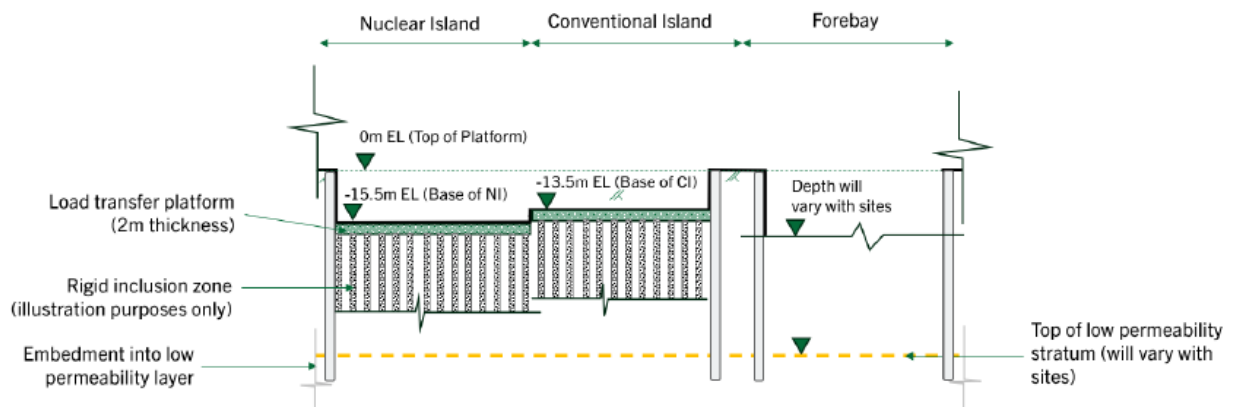 Nuclear Island
Conventional Island
Forebay
0m EL (Top of Platform)
-15.5m EL (Base of NI)
-13.5m EL (Base of CI)
Depth will
vary with sites
Load transfer platform
(2m thickness)
Rigid inclusion zone
(illustration purposes only)
Embedment into low
permeability layer
Top of low permeability
stratum (will vary with
sites)